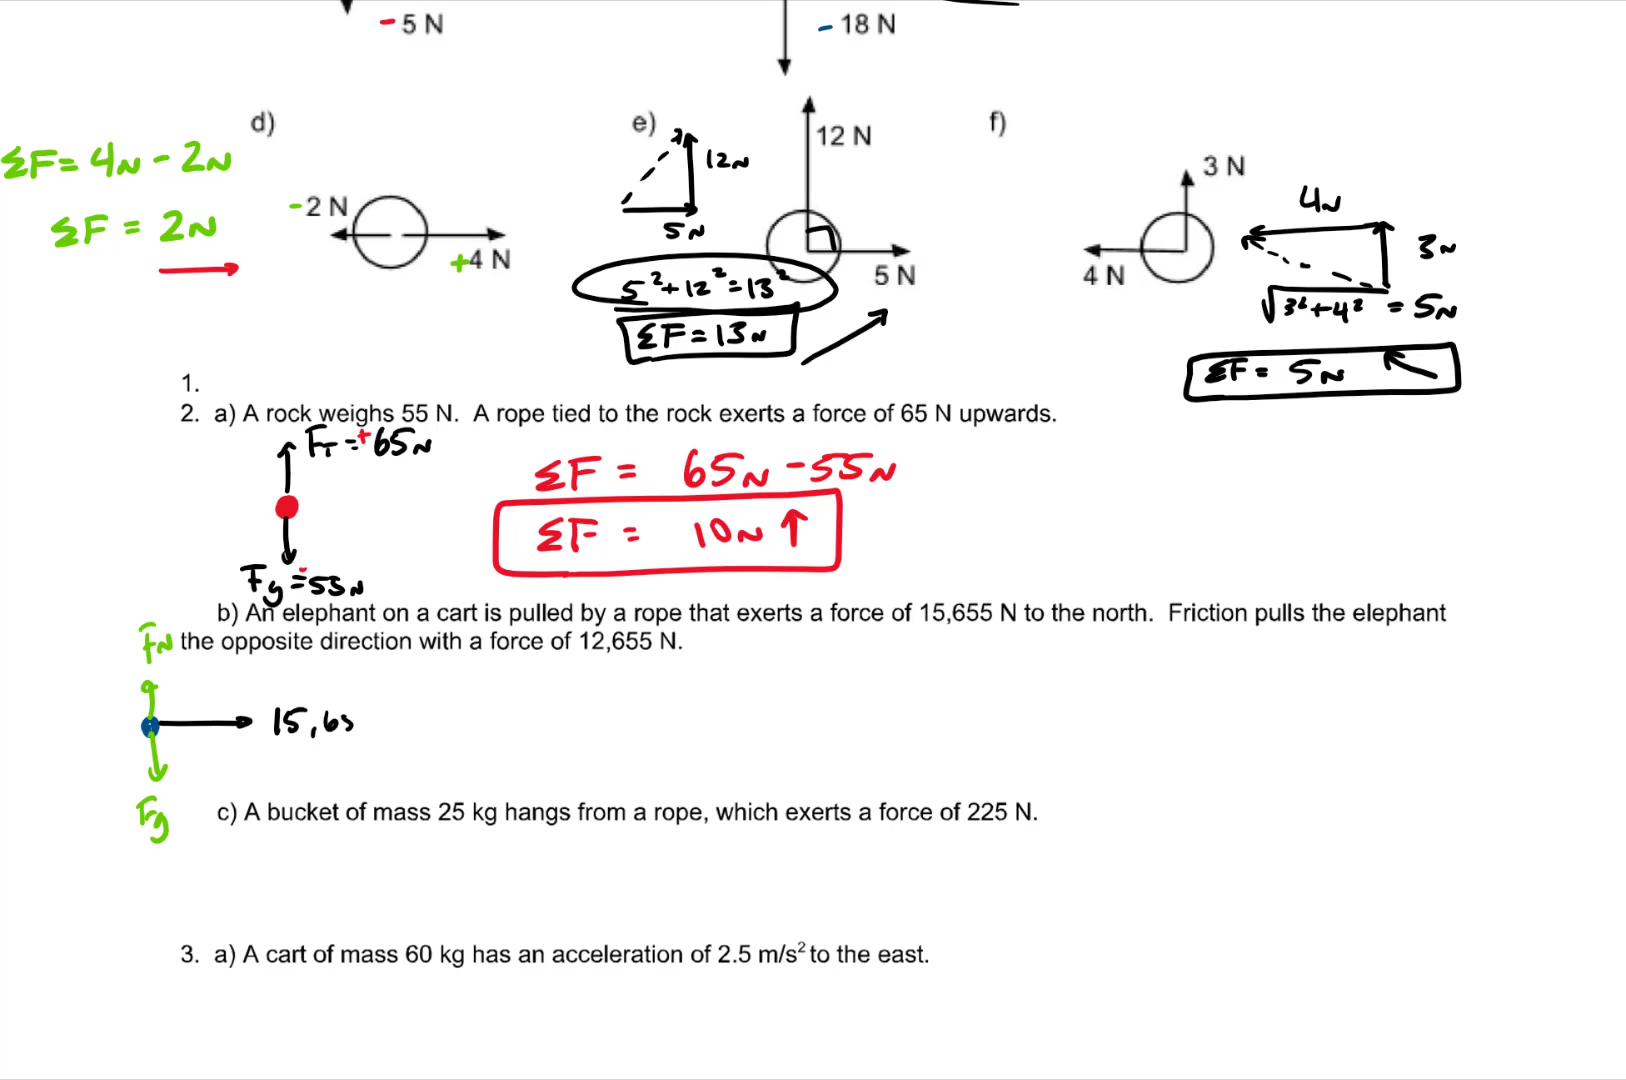 - 5 N
- 18 N
d)
e)
f)
12 N
ΣF = 4N - 2N
12N
3 N
-2 N
4N
ΣF = 2N
5N
3N
+4 N
5 N
4 N
5² + 12² = 13²
√3² + 4² = 5N
ΣF = 13N
ΣF = 5N
1.
2. a) A rock weighs 55 N. A rope tied to the rock exerts a force of 65 N upwards.
FT = +65N
ΣF = 65N - 55N
ΣF = 10N ↑
Fg = -55N
b) An elephant on a cart is pulled by a rope that exerts a force of 15,655 N to the north. Friction pulls the elephant
FN
the opposite direction with a force of 12,655 N.
15,65
Fg
c) A bucket of mass 25 kg hangs from a rope, which exerts a force of 225 N.
3. a) A cart of mass 60 kg has an acceleration of 2.5 m/s² to the east.